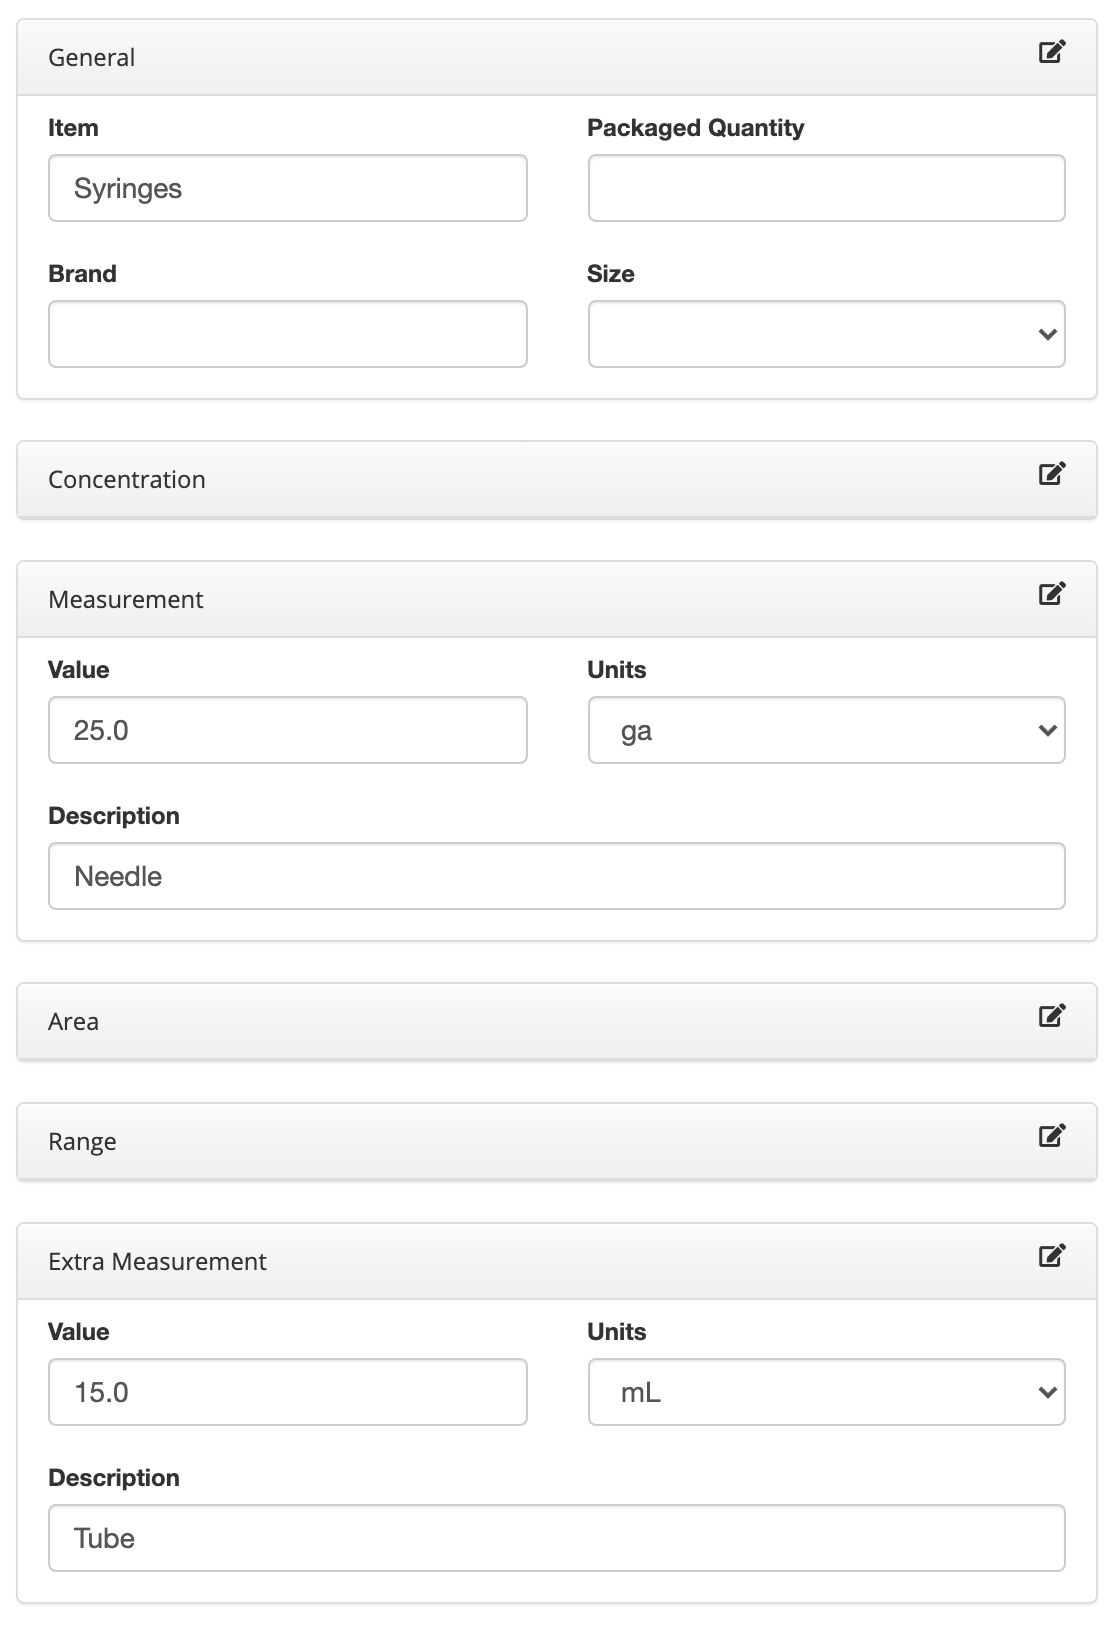 General
Item
Packaged Quantity
Syringes
Brand
Size
Concentration
Measurement
Value
Units
25.0
ga
Description
Needle
Area
Range
Extra Measurement
Value
Units
15.0
mL
Description
Tube